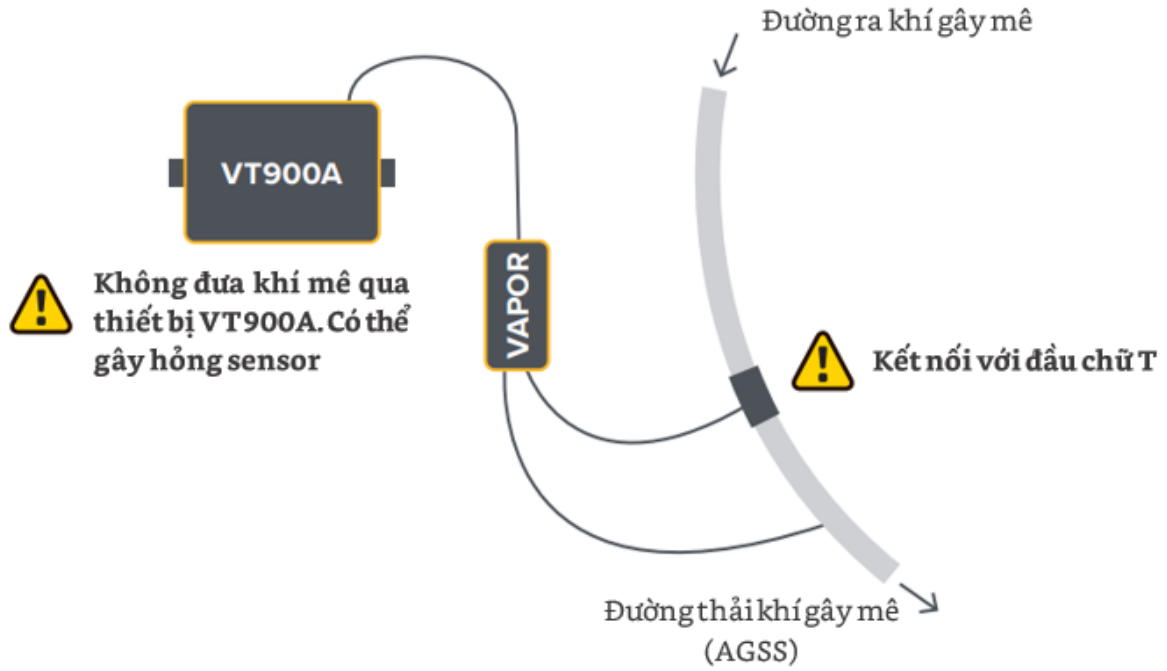 Đường ra khí gây mê
VT900A
Không đưa khí mê qua
thiết bị VT900A. Có thể
gây hỏng sensor
VAPOR
Kết nối với đầu chữ T
Đường thải khí gây mê
(AGSS)